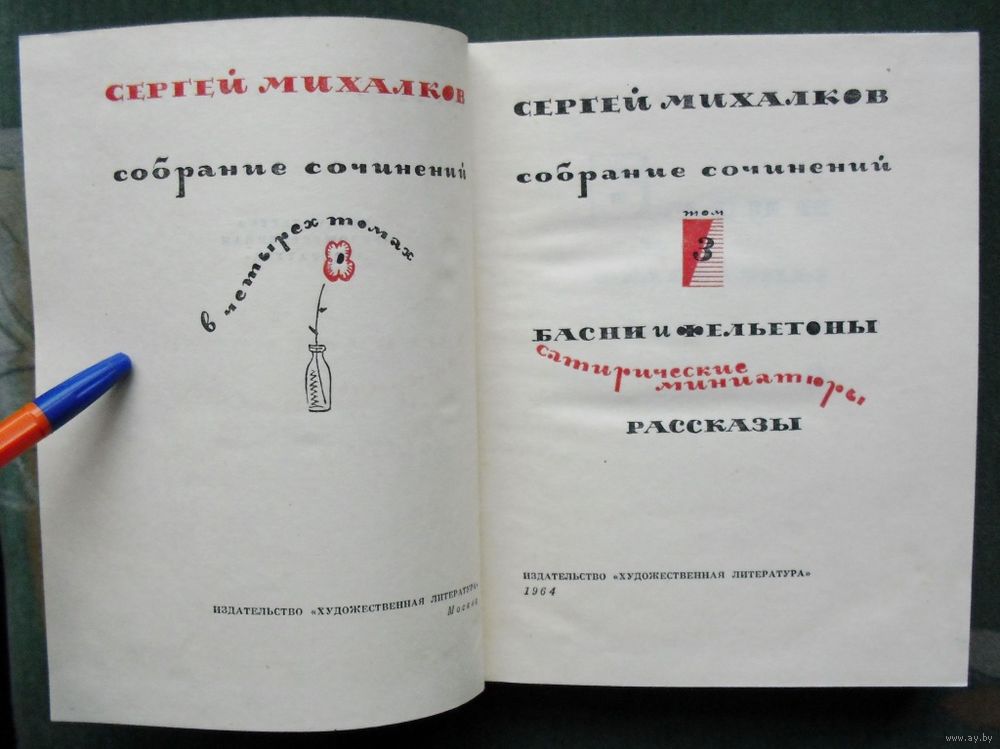 СЕРГЕЙ МИХАЛКОВ
собрание сочинений
в четырех томах
ИЗДАТЕЛЬСТВО «ХУДОЖЕСТВЕННАЯ ЛИТЕРАТУРА»
Москва
СЕРГЕЙ МИХАЛКОВ
собрание сочинений
том
3
БАСНИ И ФЕЛЬЕТОНЫ
сатирические
миниатюры
РАССКАЗЫ
ИЗДАТЕЛЬСТВО «ХУДОЖЕСТВЕННАЯ ЛИТЕРАТУРА»
1964
www.ay.by